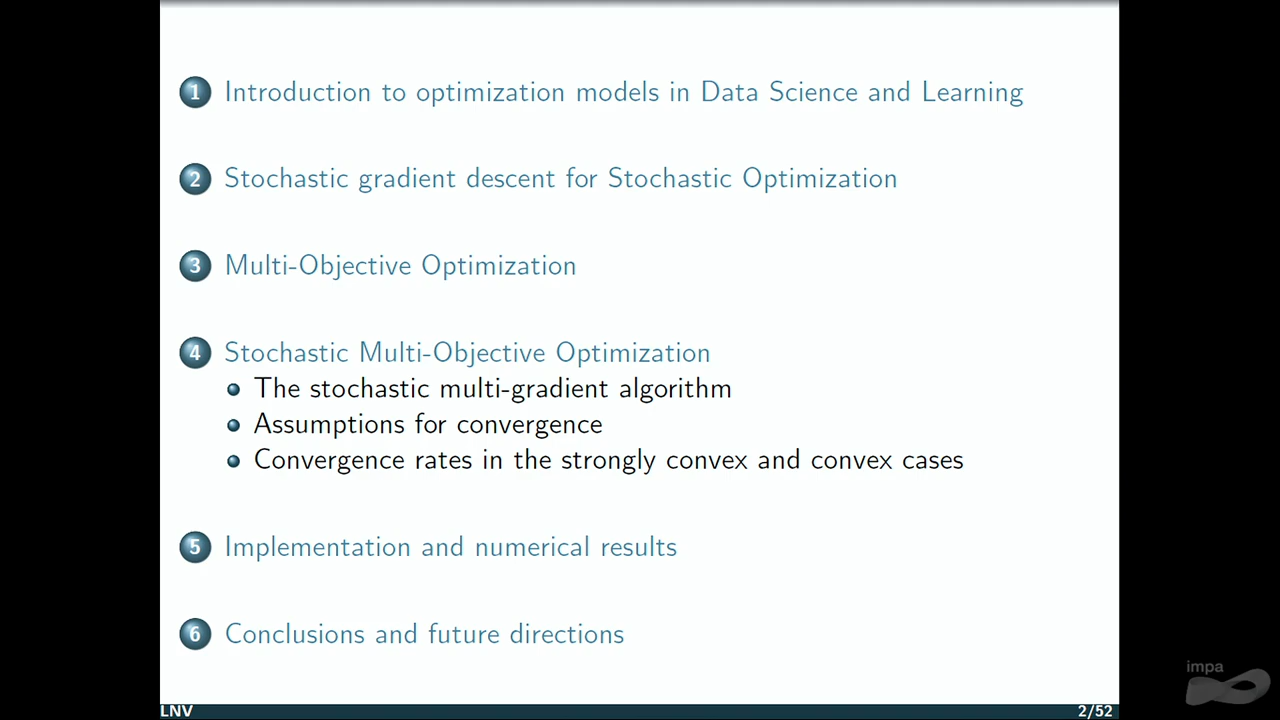 1 Introduction to optimization models in Data Science and Learning
2 Stochastic gradient descent for Stochastic Optimization
3 Multi-Objective Optimization
4 Stochastic Multi-Objective Optimization
The stochastic multi-gradient algorithm
Assumptions for convergence
Convergence rates in the strongly convex and convex cases
5 Implementation and numerical results
6 Conclusions and future directions
impa
LNV 2/52